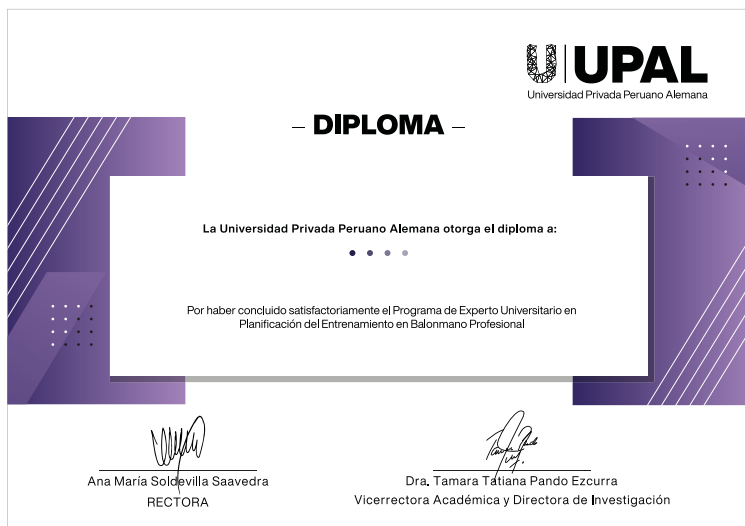 UPAL
Universidad Privada Peruano Alemana
– DIPLOMA –
La Universidad Privada Peruano Alemana otorga el diploma a:
Por haber concluido satisfactoriamente el Programa de Experto Universitario en
Planificación del Entrenamiento en Balonmano Profesional
Ana María Soldevilla Saavedra
RECTORA
Dra. Tamara Tatiana Pando Ezcurra
Vicerrectora Académica y Directora de Investigación